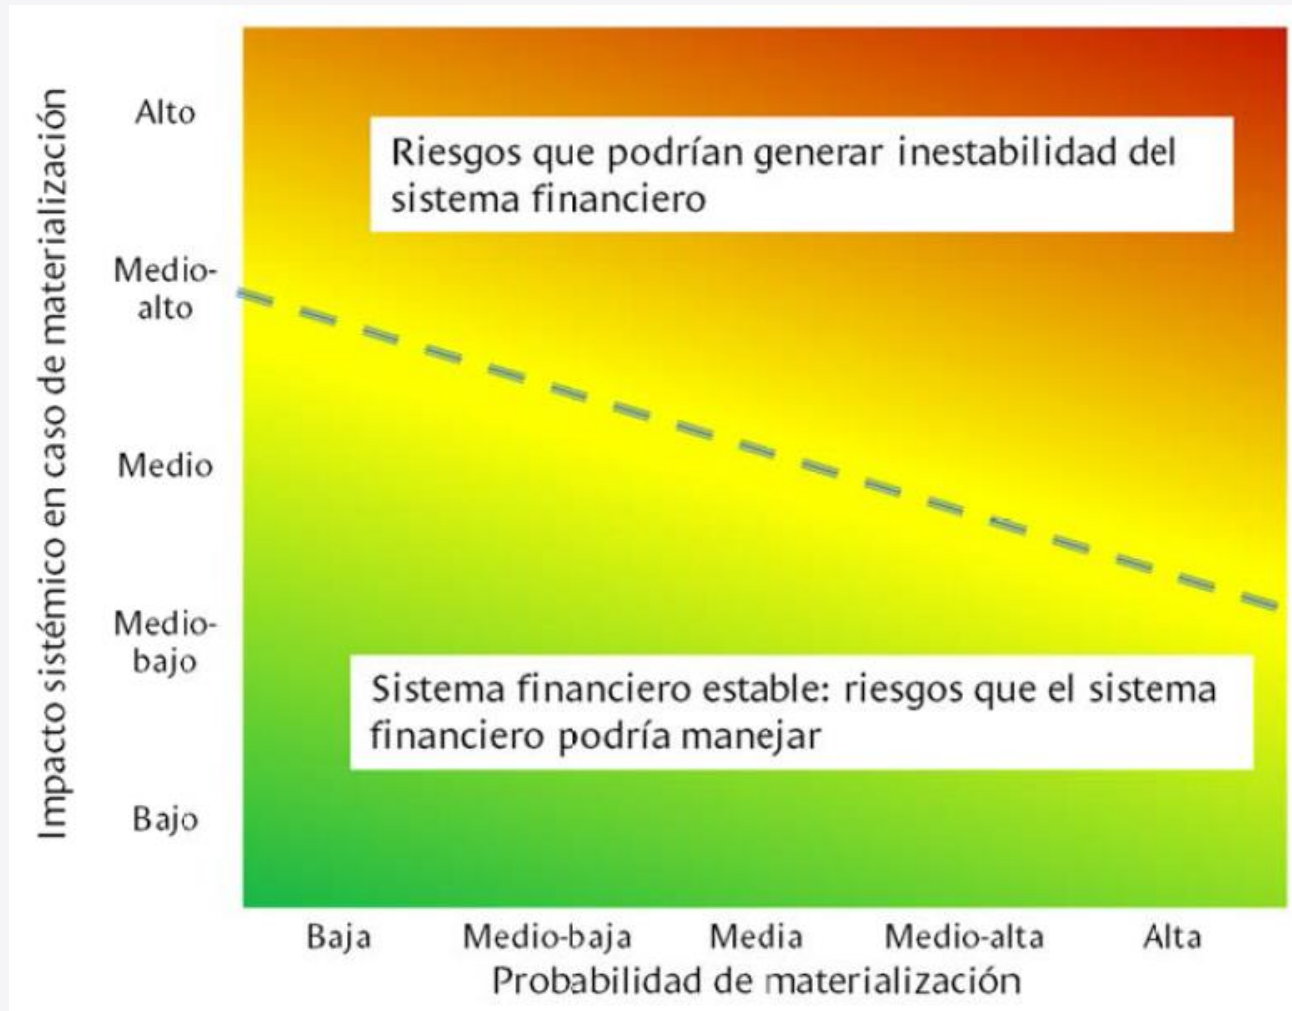 Impacto sistémico en caso de materialización
Alto
Medio-
alto
Medio
Medio-
bajo
Bajo
Riesgos que podrían generar inestabilidad del
sistema financiero
Sistema financiero estable: riesgos que el sistema
financiero podría manejar
Baja
Medio-baja
Media
Medio-alta
Alta
Probabilidad de materialización